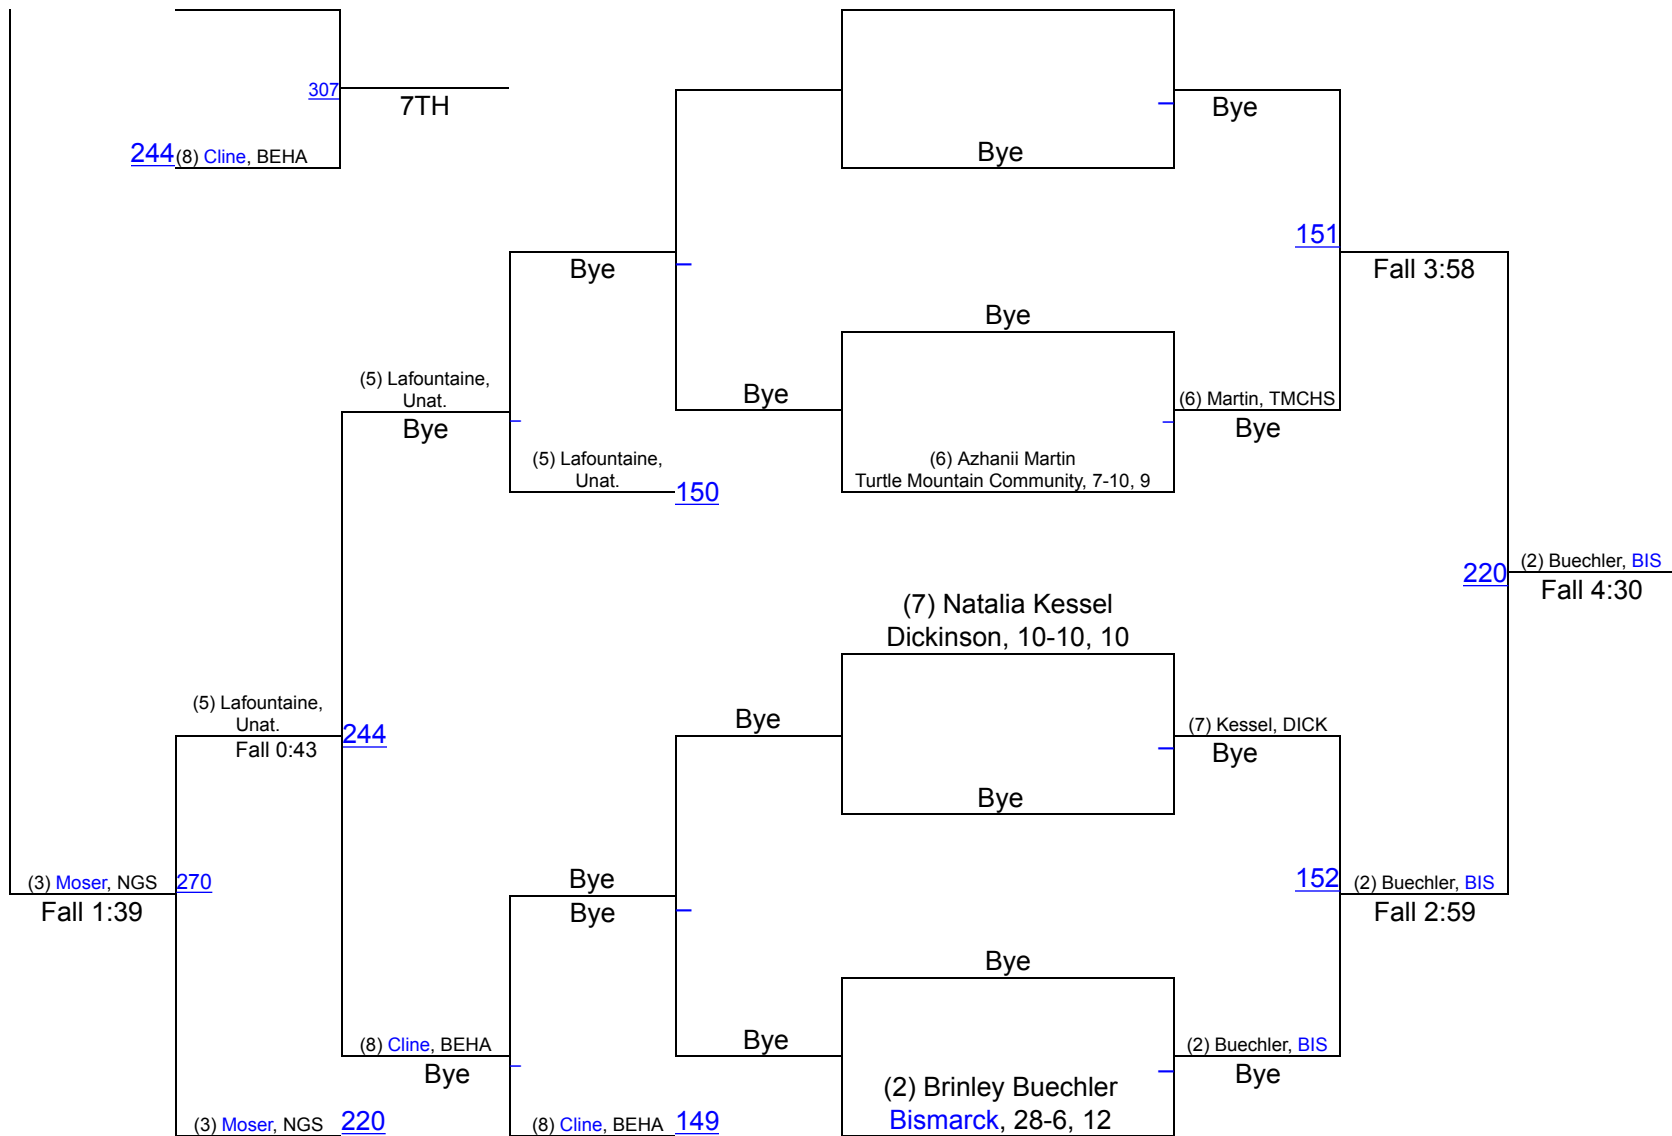 307
7TH
244 (8) Cline, BEHA
Bye
Bye
151
Bye
Fall 3:58
Bye
(5) Lafountaine,
Unat.
Bye
Bye
(6) Martin, TMCHS
Bye
(5) Lafountaine,
Unat.
150
(6) Azhanii Martin
Turtle Mountain Community, 7-10, 9
220
(2) Buechler, BIS
Fall 4:30
(7) Natalia Kessel
Dickinson, 10-10, 10
(5) Lafountaine,
Unat.
Fall 0:43
244
Bye
(7) Kessel, DICK
Bye
Bye
(3) Moser, NGS
Fall 1:39
270
Bye
Bye
152
(2) Buechler, BIS
Fall 2:59
Bye
(8) Cline, BEHA
Bye
Bye
(2) Buechler, BIS
Bye
(2) Brinley Buechler
Bismarck, 28-6, 12
(3) Moser, NGS 220
(8) Cline, BEHA 149